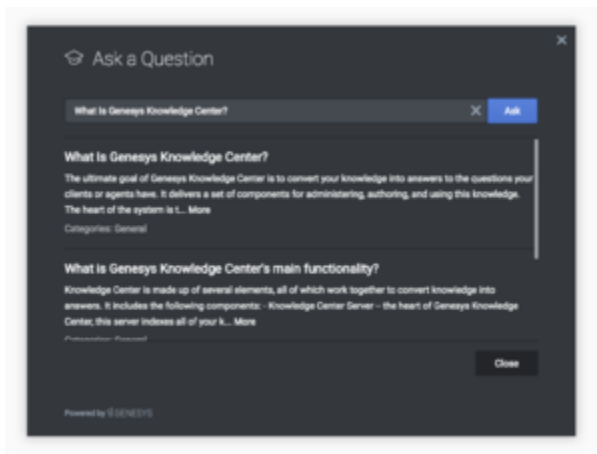 Ask a Question
What Is Genesys Knowledge Center?
Ask
What Is Genesys Knowledge Center?
The ultimate goal of Genesys Knowledge Center is to convert your knowledge into answers to the questions your
clients or agents have. It delivers a set of components for administering, authoring, and using this knowledge.
The heart of the system is t... More
Categories: General
What is Genesys Knowledge Center's main functionality?
Knowledge Center is made up of several elements, all of which work together to convert knowledge into
answers. It includes the following components: - Knowledge Center Server – the heart of Genesys Knowledge
Center, this server indexes all of your k... More
Categories: General
Close
Powered by GENESYS